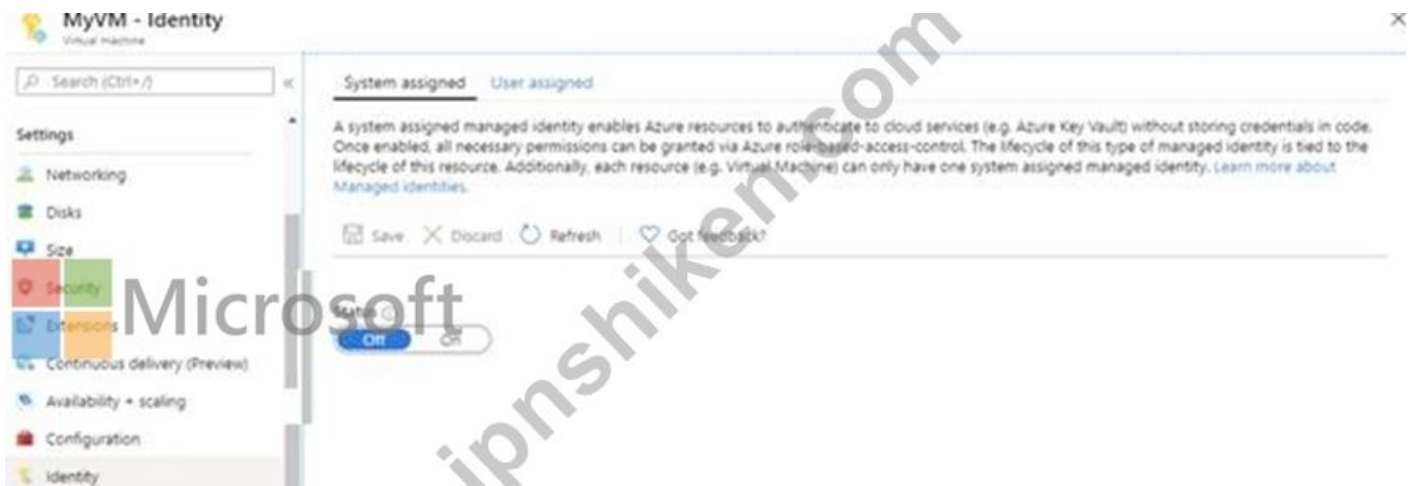 MyVM - Identity
Virtual machine
Search (Ctrl+/)
Settings
Networking
Disks
Size
Security
Extensions
Continuous delivery (Preview)
Availability + scaling
Configuration
Identity
System assigned User assigned
A system assigned managed identity enables Azure resources to authenticate to cloud services (e.g. Azure Key Vault) without storing credentials in code.
Once enabled, all necessary permissions can be granted via Azure role-based-access-control. The lifecycle of this type of managed identity is tied to the
lifecycle of this resource. Additionally, each resource (e.g. Virtual Machine) can only have one system assigned managed identity. Learn more about
Managed identities.
Save Discard Refresh Got feedback?
Status
Off On
Microsoft
jpnshiken.com